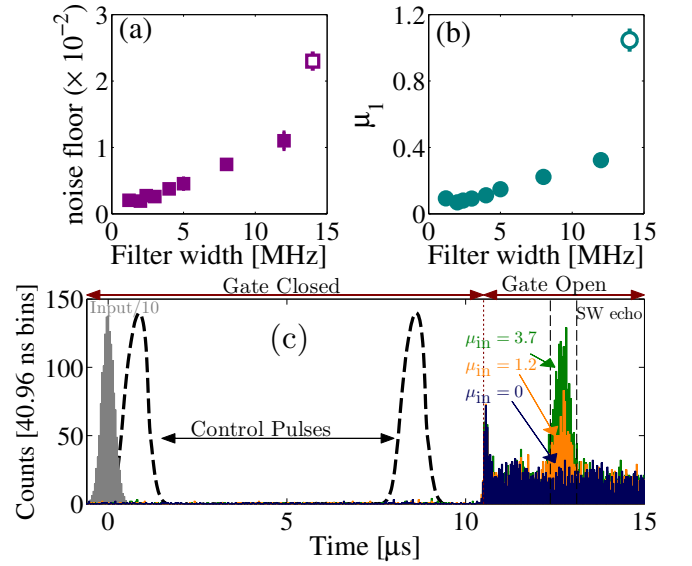 (a)
(b)
noise floor (× 10⁻²)
3
2
1
0
0
5
10
15
Filter width [MHz]
μ₁
1.2
0.8
0.4
0
0
5
10
15
Filter width [MHz]
Gate Closed
Gate Open
150
100
50
0
Counts [40.96 ns bins]
Input/10
(c)
SW echo
μin = 3.7
μin = 1.2
μin = 0
Control Pulses
0
5
10
15
Time [μs]